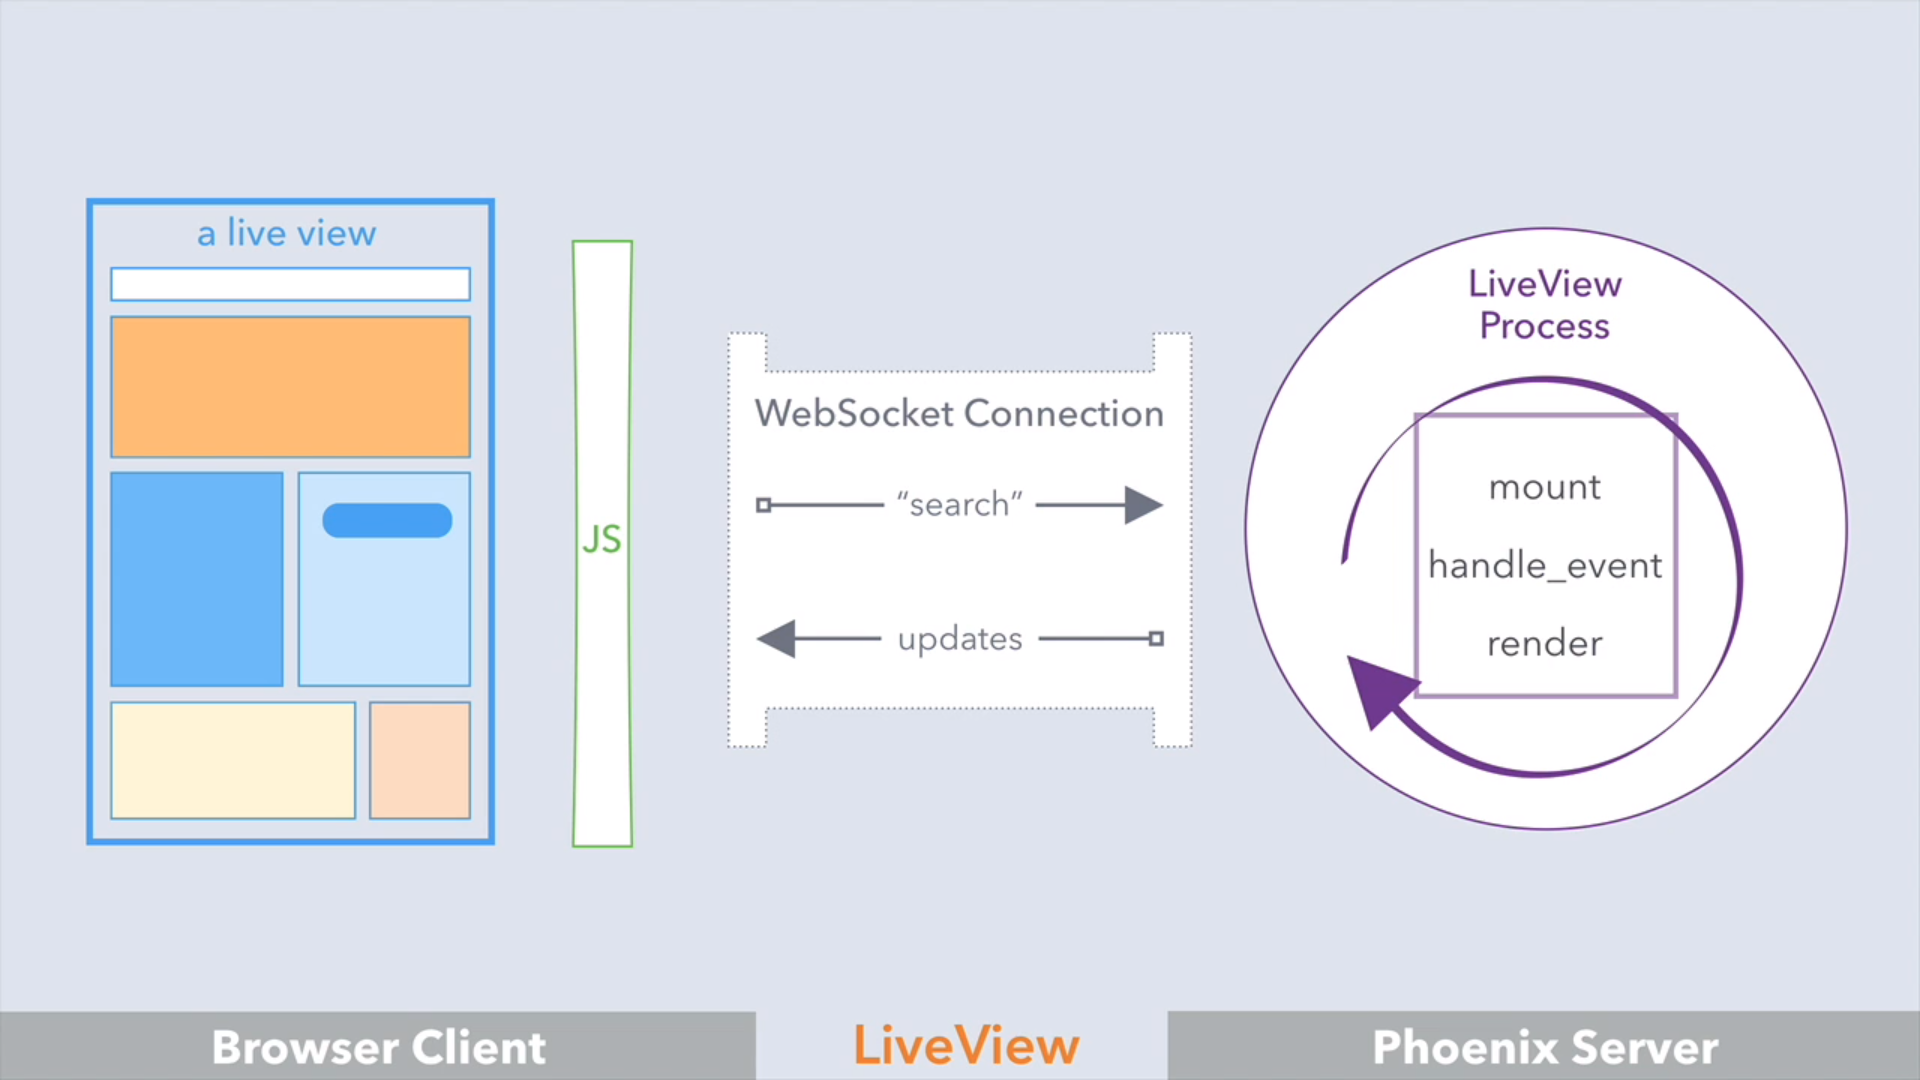 a live view
JS
WebSocket Connection
“search”
updates
LiveView
Process
mount
handle_event
render
Browser Client
LiveView
Phoenix Server